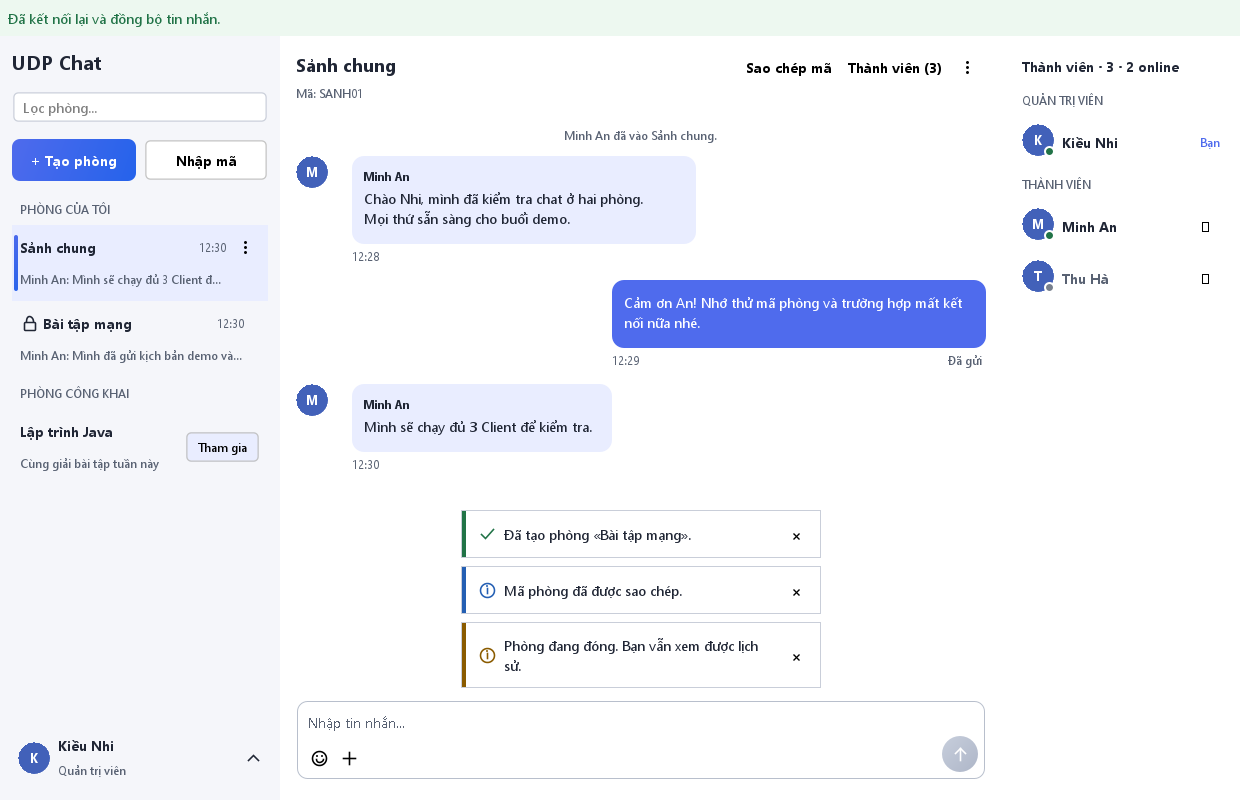 Đã kết nối lại và đồng bộ tin nhắn.
UDP Chat
Lọc phòng...
+ Tạo phòng
Nhập mã
PHÒNG CỦA TÔI
Sảnh chung
12:30
Minh An: Mình sẽ chạy đủ 3 Client đ...
Bài tập mạng
12:30
Minh An: Mình đã gửi kịch bản demo và...
PHÒNG CÔNG KHAI
Lập trình Java
Cùng giải bài tập tuần này
Tham gia
K
Kiều Nhi
Quản trị viên
Sảnh chung
Mã: SANH01
Sao chép mã
Thành viên (3)
Minh An đã vào Sảnh chung.
M
Minh An
Chào Nhi, mình đã kiểm tra chat ở hai phòng.
Mọi thứ sẵn sàng cho buổi demo.
12:28
Cảm ơn An! Nhớ thử mã phòng và trường hợp mất kết
nối nữa nhé.
12:29
Đã gửi
M
Minh An
Mình sẽ chạy đủ 3 Client để kiểm tra.
12:30
Đã tạo phòng «Bài tập mạng».
×
Mã phòng đã được sao chép.
×
Phòng đang đóng. Bạn vẫn xem được lịch
sử.
×
Nhập tin nhắn...
Thành viên · 3 · 2 online
QUẢN TRỊ VIÊN
K
Kiều Nhi
Bạn
THÀNH VIÊN
M
Minh An
T
Thu Hà